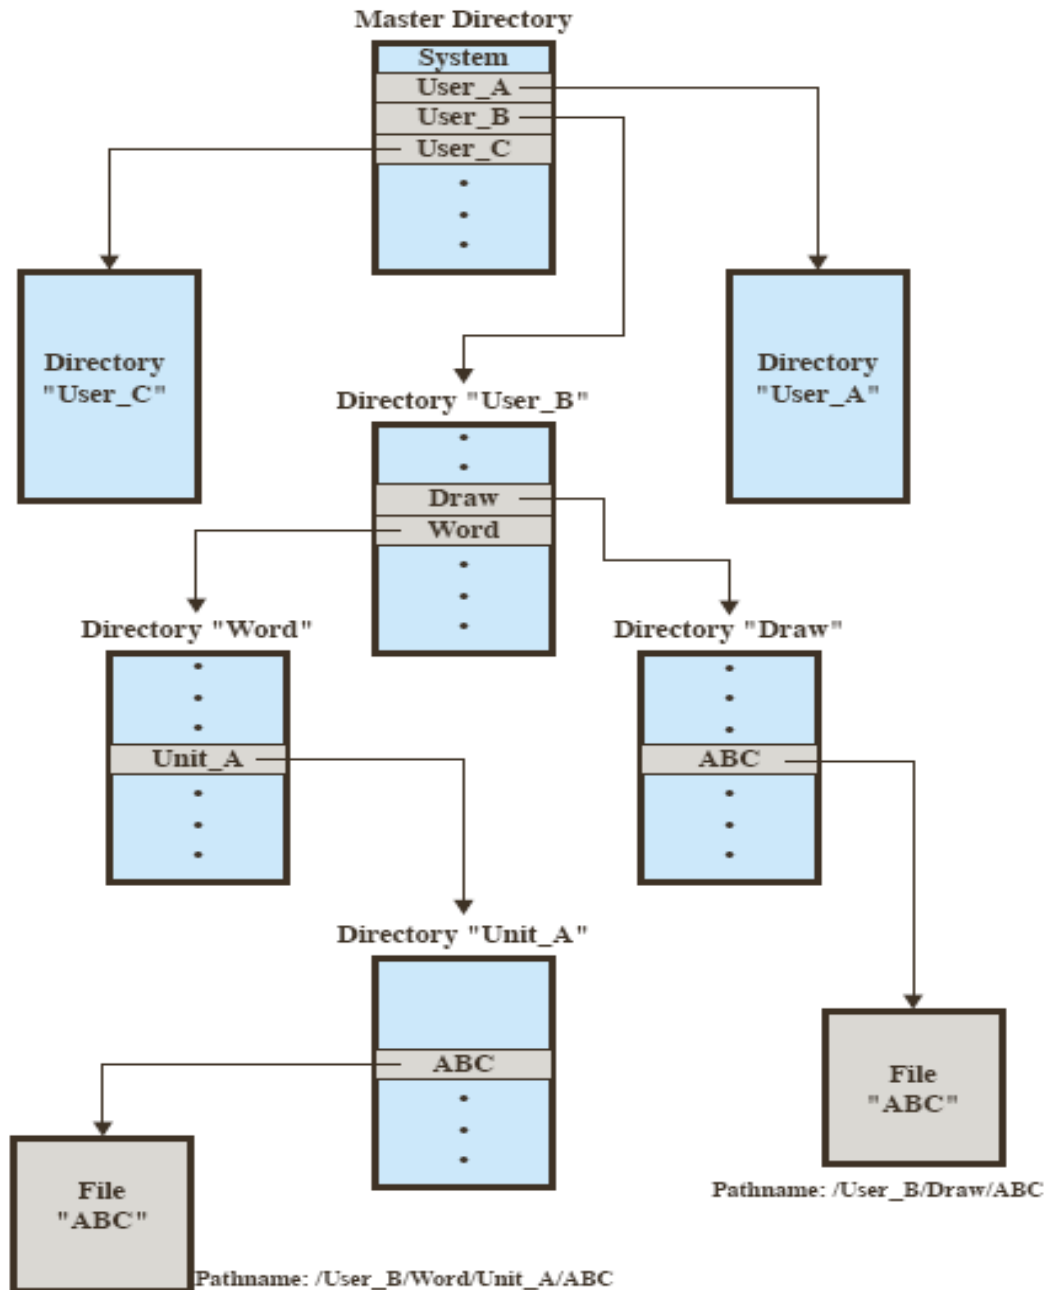 Master Directory
System
User_A
User_B
User_C
Directory
"User_C"
Directory
"User_A"
Directory "User_B"
Draw
Word
Directory "Word"
Directory "Draw"
Unit_A
ABC
Directory "Unit_A"
ABC
File
"ABC"
Pathname: /User_B/Draw/ABC
File
"ABC"
Pathname: /User_B/Word/Unit_A/ABC